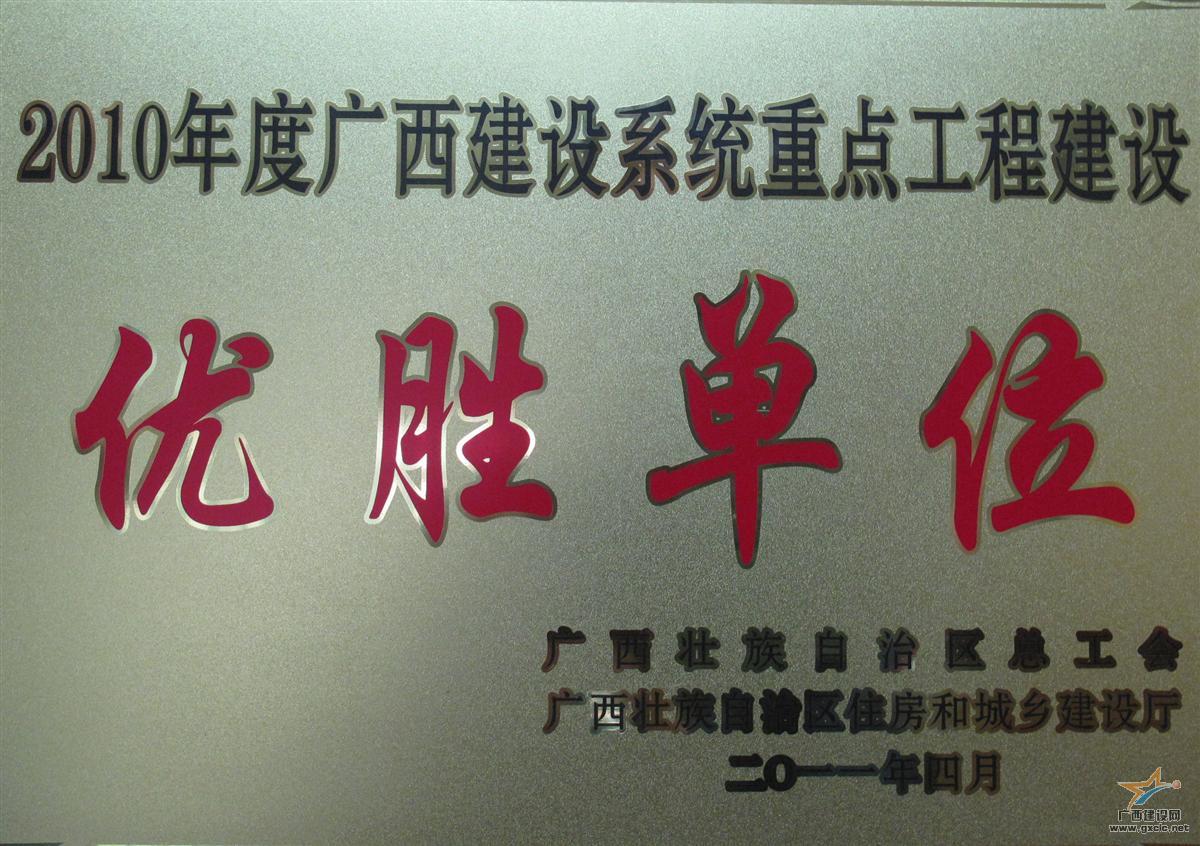 2010年度广西建设系统重点工程建设
优胜单位
广西壮族自治区总工会
广西壮族自治区住房和城乡建设厅
二0一一年四月
广西建设网
www.gxcic.net